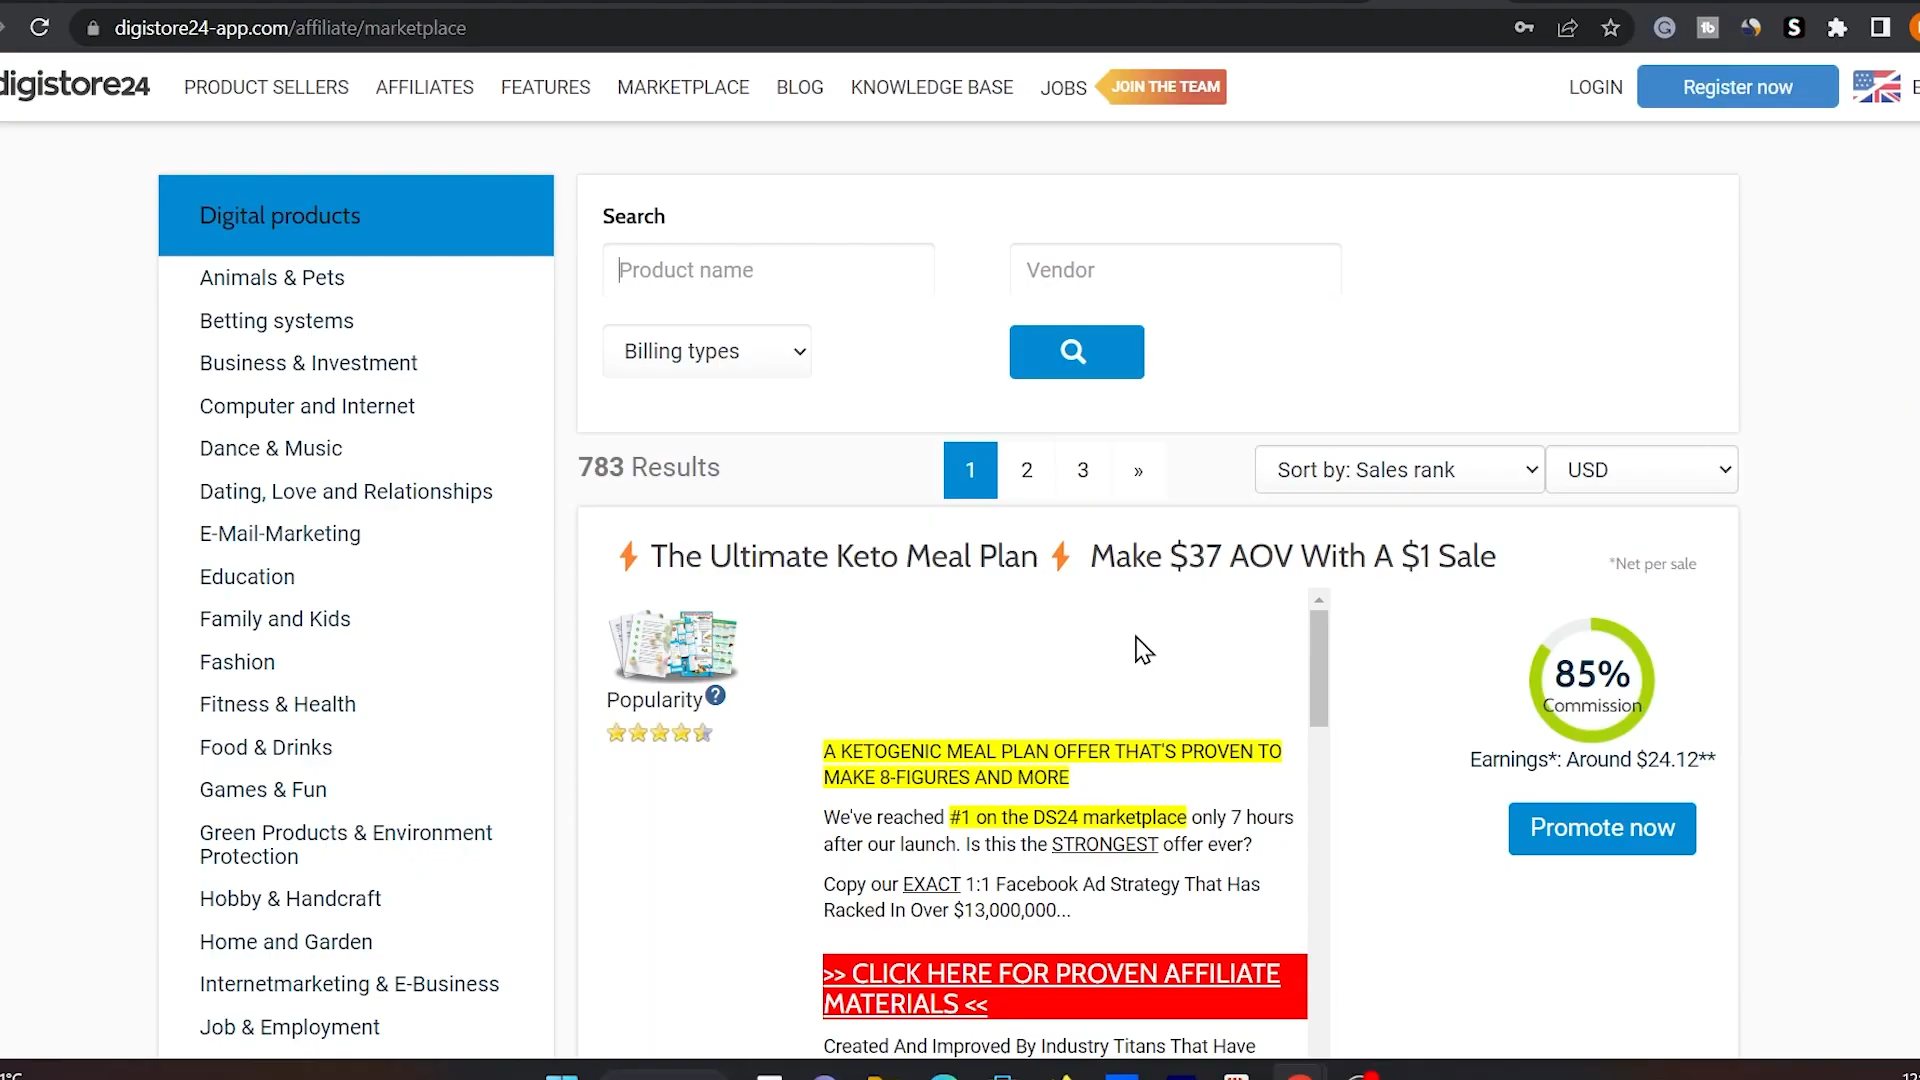 digistore24-app.com/affiliate/marketplace
digistore24
PRODUCT SELLERS AFFILIATES FEATURES MARKETPLACE BLOG KNOWLEDGE BASE JOBS JOIN THE TEAM LOGIN Register now
Digital products
Animals & Pets
Betting systems
Business & Investment
Computer and Internet
Dance & Music
Dating, Love and Relationships
E-Mail-Marketing
Education
Family and Kids
Fashion
Fitness & Health
Food & Drinks
Games & Fun
Green Products & Environment
Protection
Hobby & Handcraft
Home and Garden
Internetmarketing & E-Business
Job & Employment
Search
Product name Vendor
Billing types
783 Results 1 2 3 » Sort by: Sales rank USD
The Ultimate Keto Meal Plan Make $37 AOV With A $1 Sale
*Net per sale
Popularity ?
A KETOGENIC MEAL PLAN OFFER THAT'S PROVEN TO
MAKE 8-FIGURES AND MORE
We've reached #1 on the DS24 marketplace only 7 hours
after our launch. Is this the STRONGEST offer ever?
Copy our EXACT 1:1 Facebook Ad Strategy That Has
Racked In Over $13,000,000...
>> CLICK HERE FOR PROVEN AFFILIATE
MATERIALS <<
Created And Improved By Industry Titans That Have
85%
Commission
Earnings*: Around $24.12**
Promote now